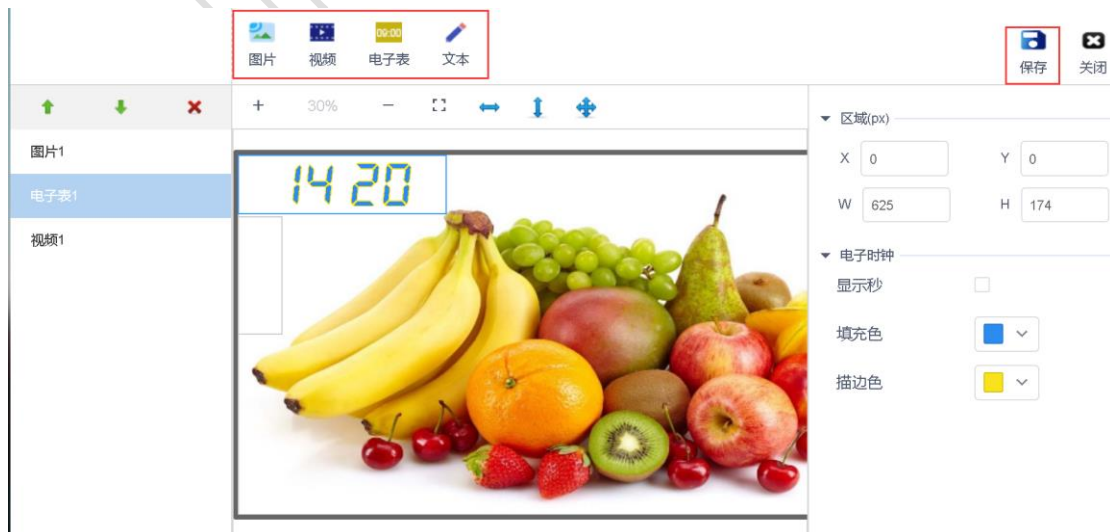 图片 视频 电子表 文本
09:00
保存 关闭
+ 30% −
图片1
电子表1
视频1
14 20
区域(px)
X 0 Y 0
W 625 H 174
电子时钟
显示秒
填充色
描边色